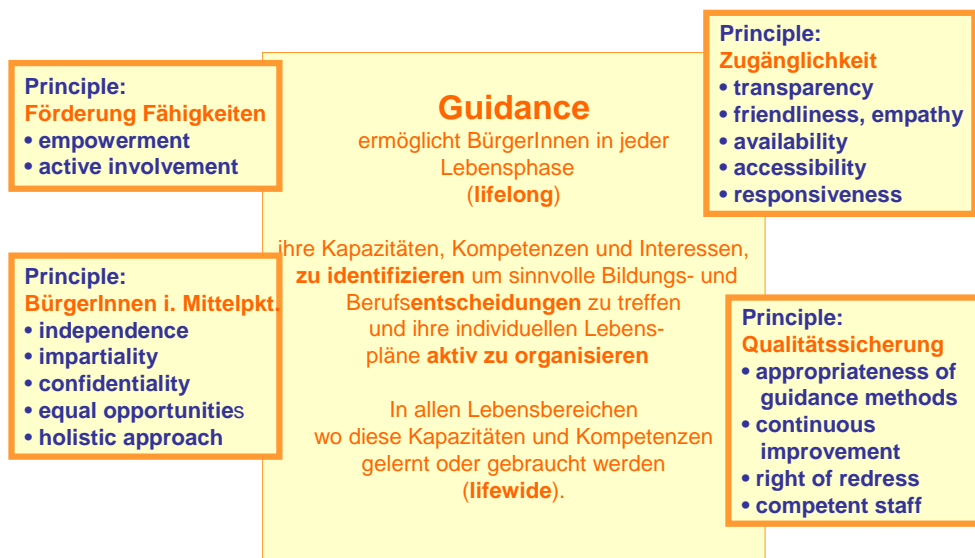 Principle:
Förderung Fähigkeiten
• empowerment
• active involvement
Principle:
BürgerInnen i. Mittelpkt.
• independence
• impartiality
• confidentiality
• equal opportunities
• holistic approach
Guidance
ermöglicht BürgerInnen in jeder
Lebensphase
(lifelong)
ihre Kapazitäten, Kompetenzen und Interessen,
zu identifizieren um sinnvolle Bildungs- und
Berufsentscheidungen zu treffen
und ihre individuellen Lebens-
pläne aktiv zu organisieren
In allen Lebensbereichen
wo diese Kapazitäten und Kompetenzen
gelernt oder gebraucht werden
(lifewide).
Principle:
Zugänglichkeit
• transparency
• friendliness, empathy
• availability
• accessibility
• responsiveness
Principle:
Qualitätssicherung
• appropriateness of
guidance methods
• continuous
improvement
• right of redress
• competent staff